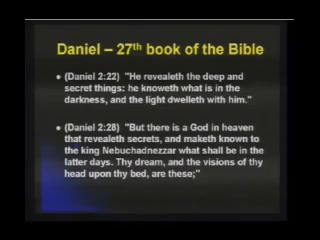 Daniel – 27th book of the Bible
• (Daniel 2:22) "He revealeth the deep and
secret things: he knoweth what is in the
darkness, and the light dwelleth with him."
• (Daniel 2:28) "But there is a God in heaven
that revealeth secrets, and maketh known to
the king Nebuchadnezzar what shall be in the
latter days. Thy dream, and the visions of thy
head upon thy bed, are these;"